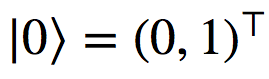 |0⟩ = (0, 1)⊤